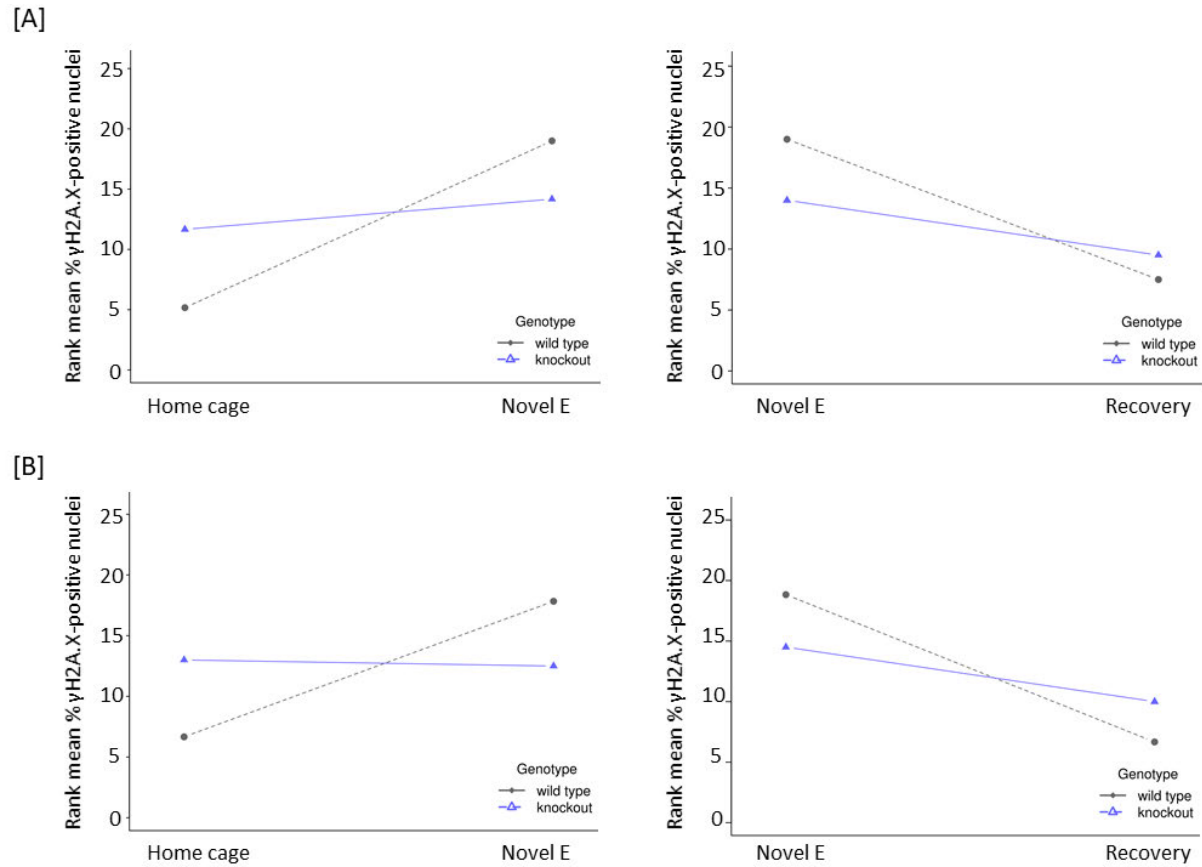 [A]
Rank mean % γH2A.X-positive nuclei
25
20
15
10
5
0
Genotype
wild type
knockout
Home cage
Novel E
Rank mean % γH2A.X-positive nuclei
25
20
15
10
5
0
Genotype
wild type
knockout
Novel E
Recovery
[B]
Rank mean % γH2A.X-positive nuclei
25
20
15
10
5
0
Genotype
wild type
knockout
Home cage
Novel E
Rank mean % γH2A.X-positive nuclei
25
20
15
10
5
0
Genotype
wild type
knockout
Novel E
Recovery